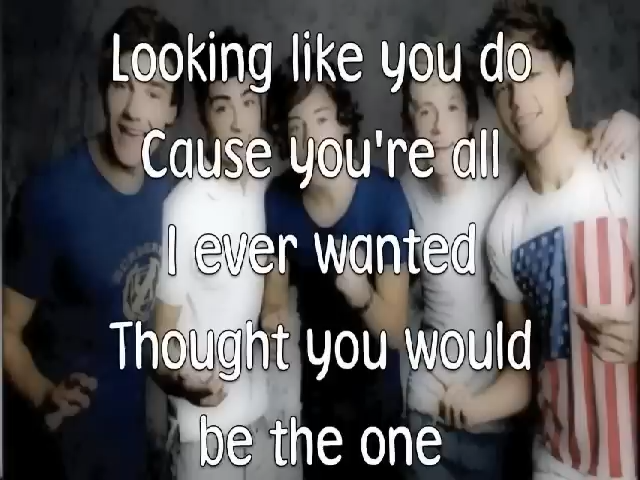 Looking like you do
Cause you're all
I ever wanted
Thought you would
be the one